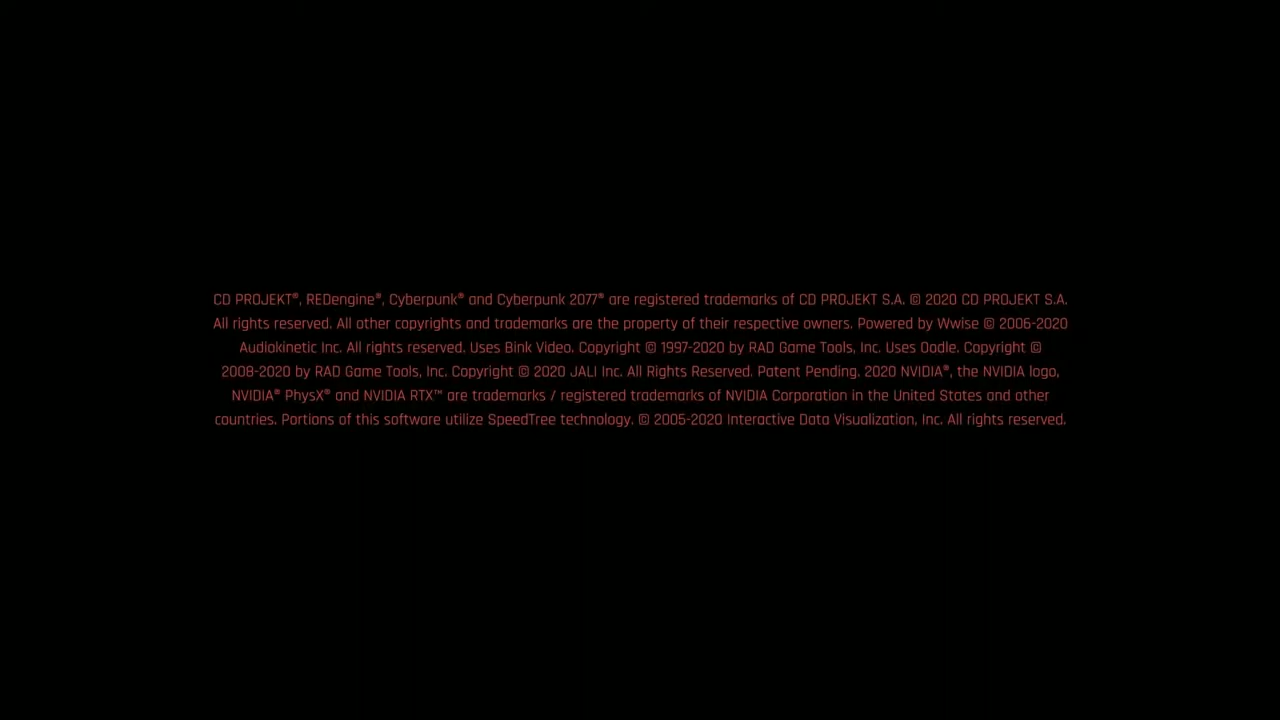 CD PROJEKT®, REDengine®, Cyberpunk® and Cyberpunk 2077® are registered trademarks of CD PROJEKT S.A. © 2020 CD PROJEKT S.A.
All rights reserved. All other copyrights and trademarks are the property of their respective owners. Powered by Wwise © 2006-2020
Audiokinetic Inc. All rights reserved. Uses Bink Video. Copyright © 1997-2020 by RAD Game Tools, Inc. Uses Oodle. Copyright ©
2008-2020 by RAD Game Tools, Inc. Copyright © 2020 JALI Inc. All Rights Reserved. Patent Pending. 2020 NVIDIA®, the NVIDIA logo,
NVIDIA® PhysX® and NVIDIA RTX™ are trademarks / registered trademarks of NVIDIA Corporation in the United States and other
countries. Portions of this software utilize SpeedTree technology. © 2005-2020 Interactive Data Visualization, Inc. All rights reserved.